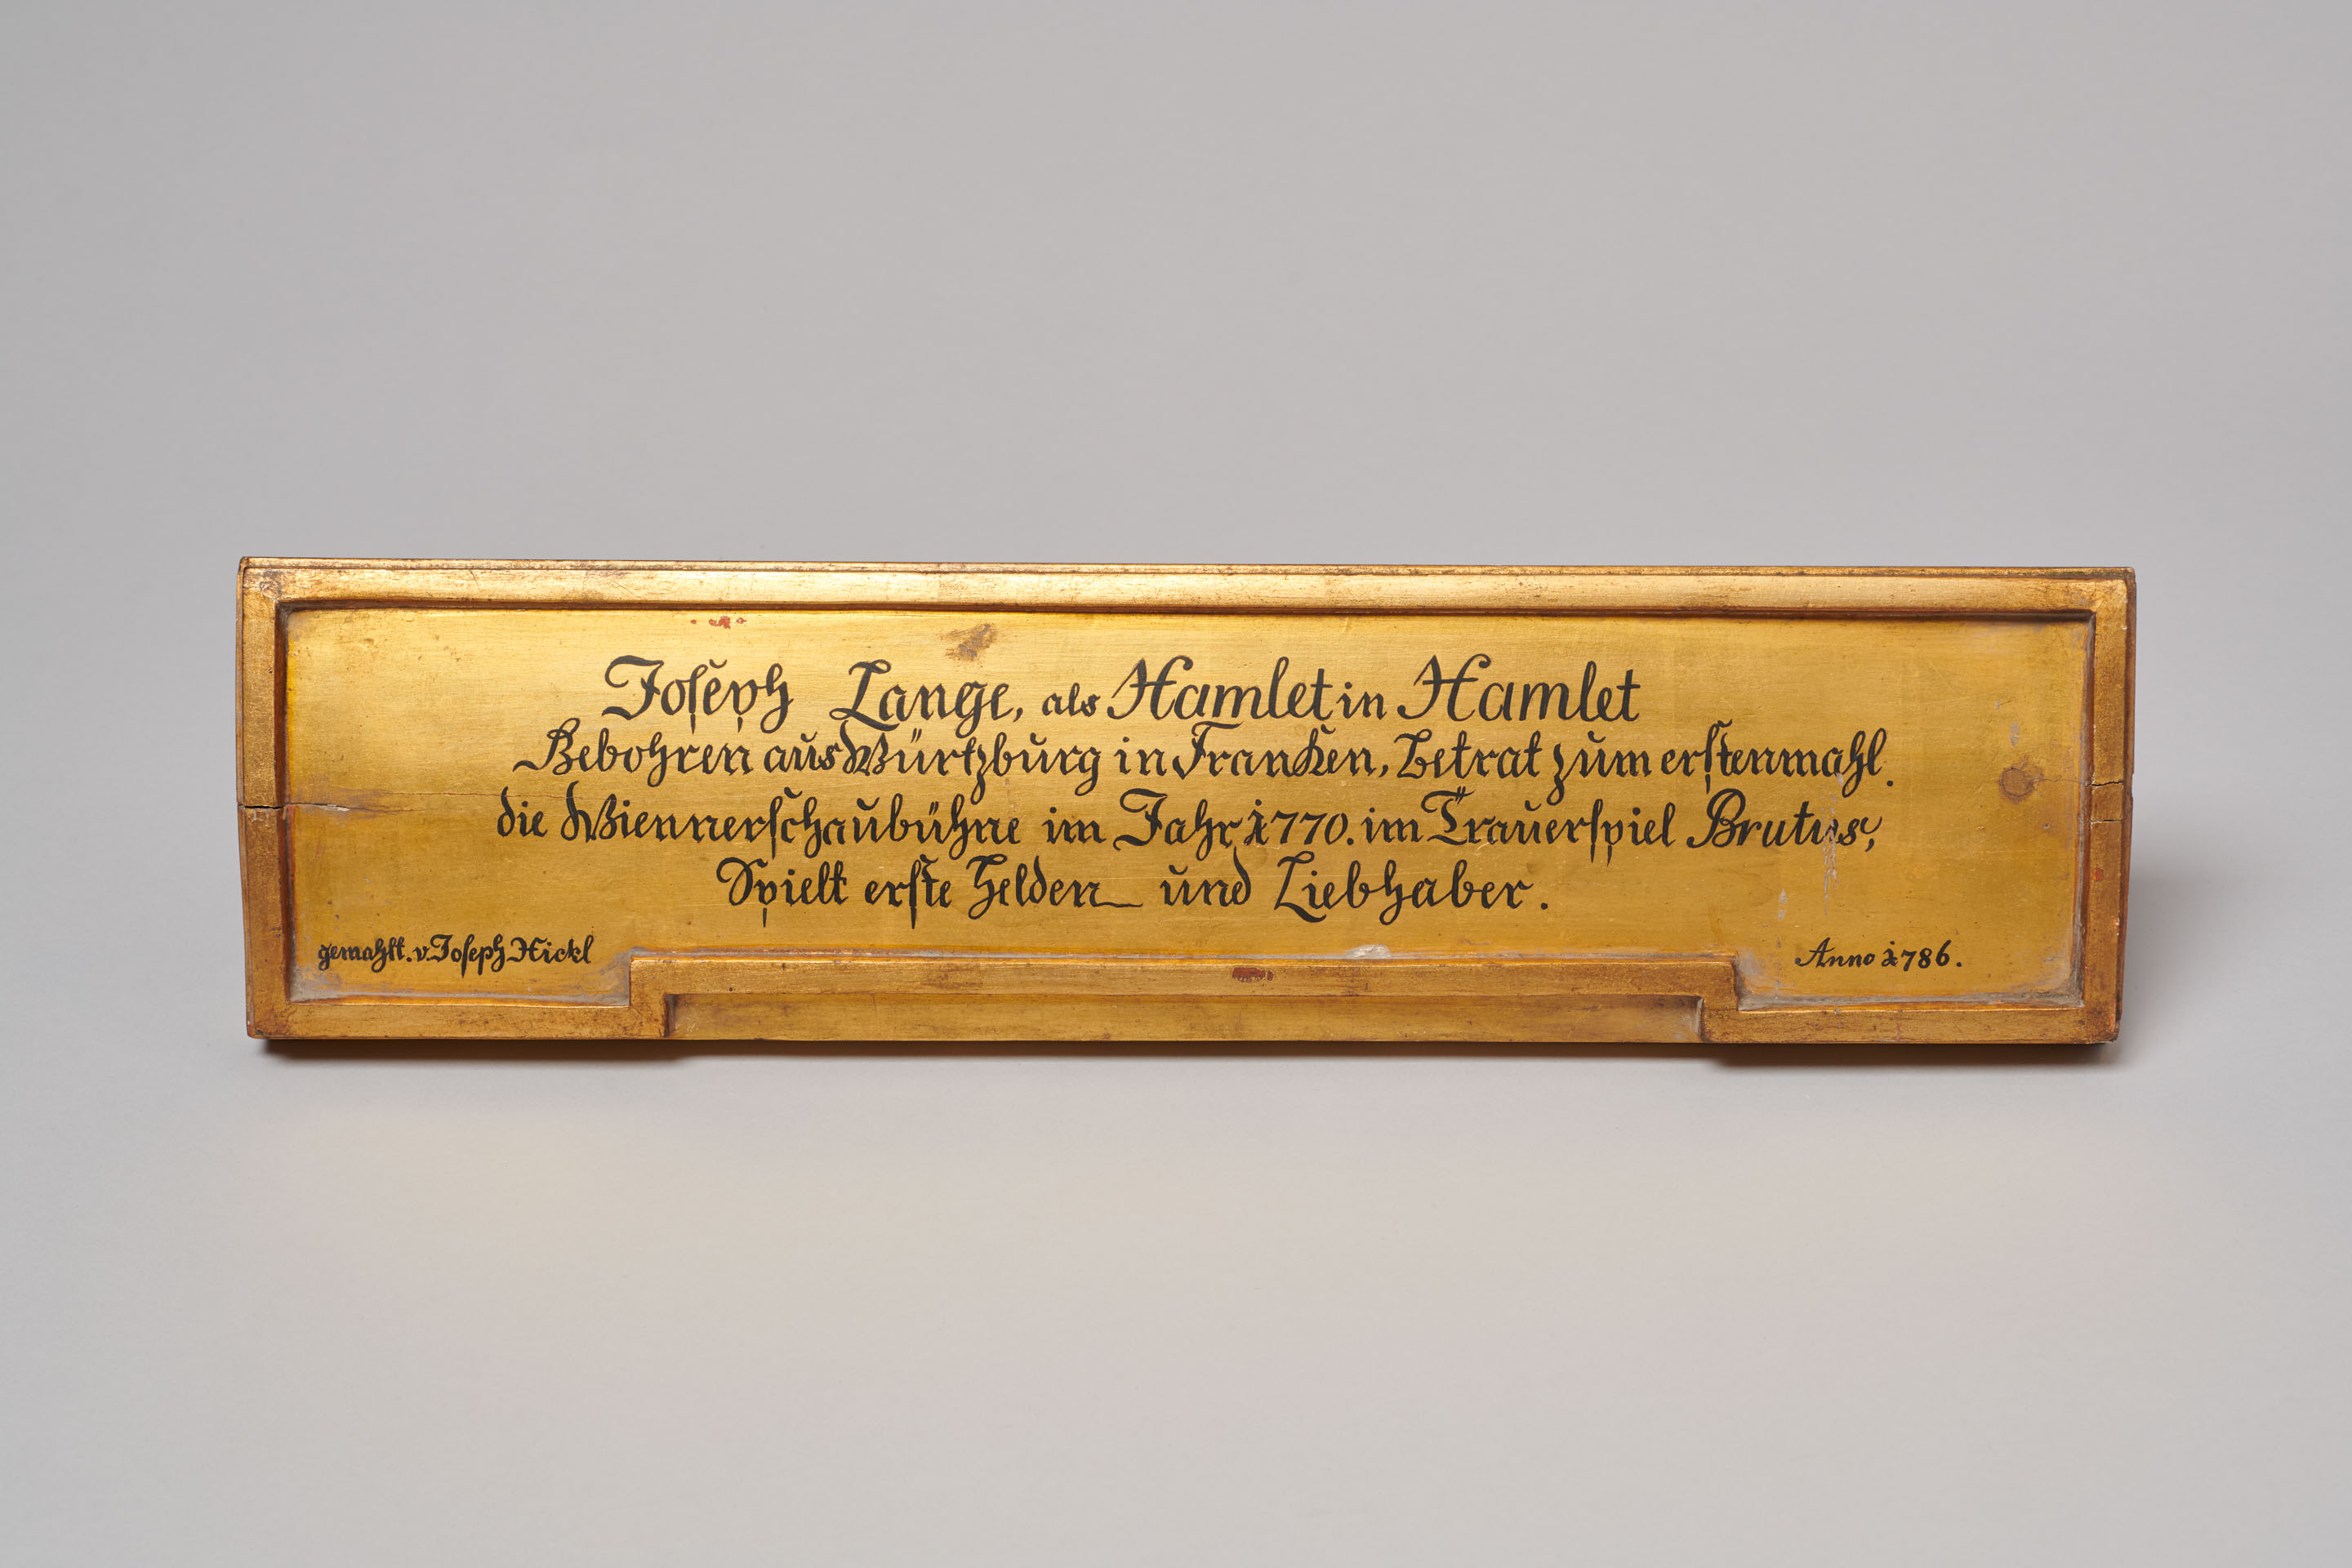 Joseph Lange, als Hamlet in Hamlet
Gebohren aus Würtzburg in Franken, betrat zum erstenmahl.
die Wiennerschaubühne im Jahr 1770. im Trauerspiel Brutus,
Spielt erste Helden_ und Liebhaber.
gemahlt. v. Joseph Hickl
Anno 1786.